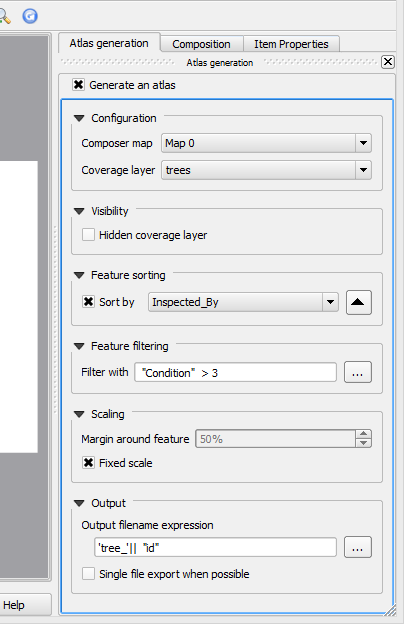 Atlas generation Composition Item Properties
Atlas generation
Generate an atlas
Configuration
Composer map Map 0
Coverage layer trees
Visibility
Hidden coverage layer
Feature sorting
Sort by Inspected_By
Feature filtering
Filter with "Condition" > 3 ...
Scaling
Margin around feature 50%
Fixed scale
Output
Output filename expression
'tree_'|| "id" ...
Single file export when possible
Help